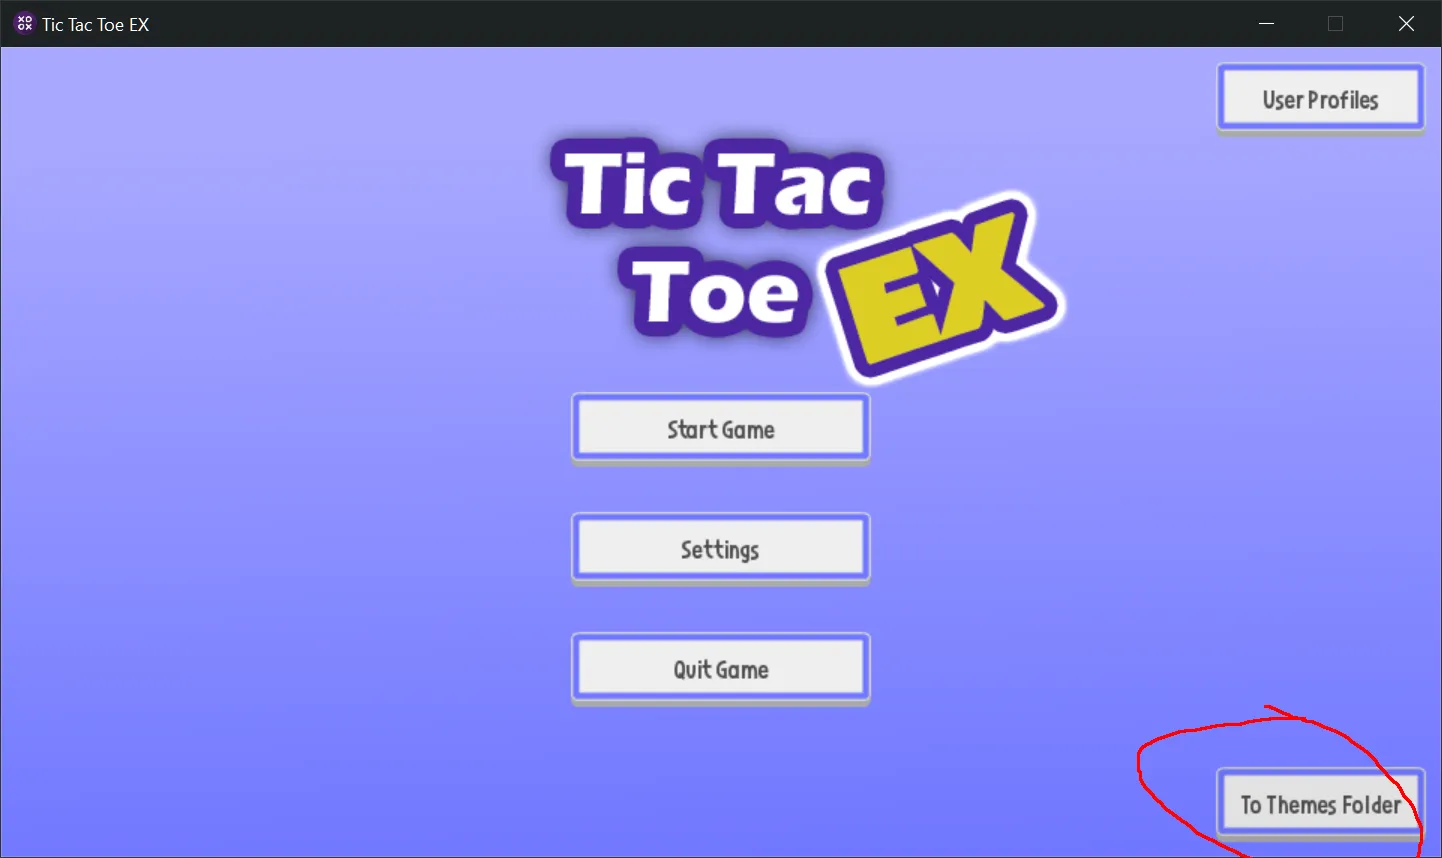 Tic Tac Toe EX
User Profiles
Tic Tac
Toe EX
Start Game
Settings
Quit Game
To Themes Folder